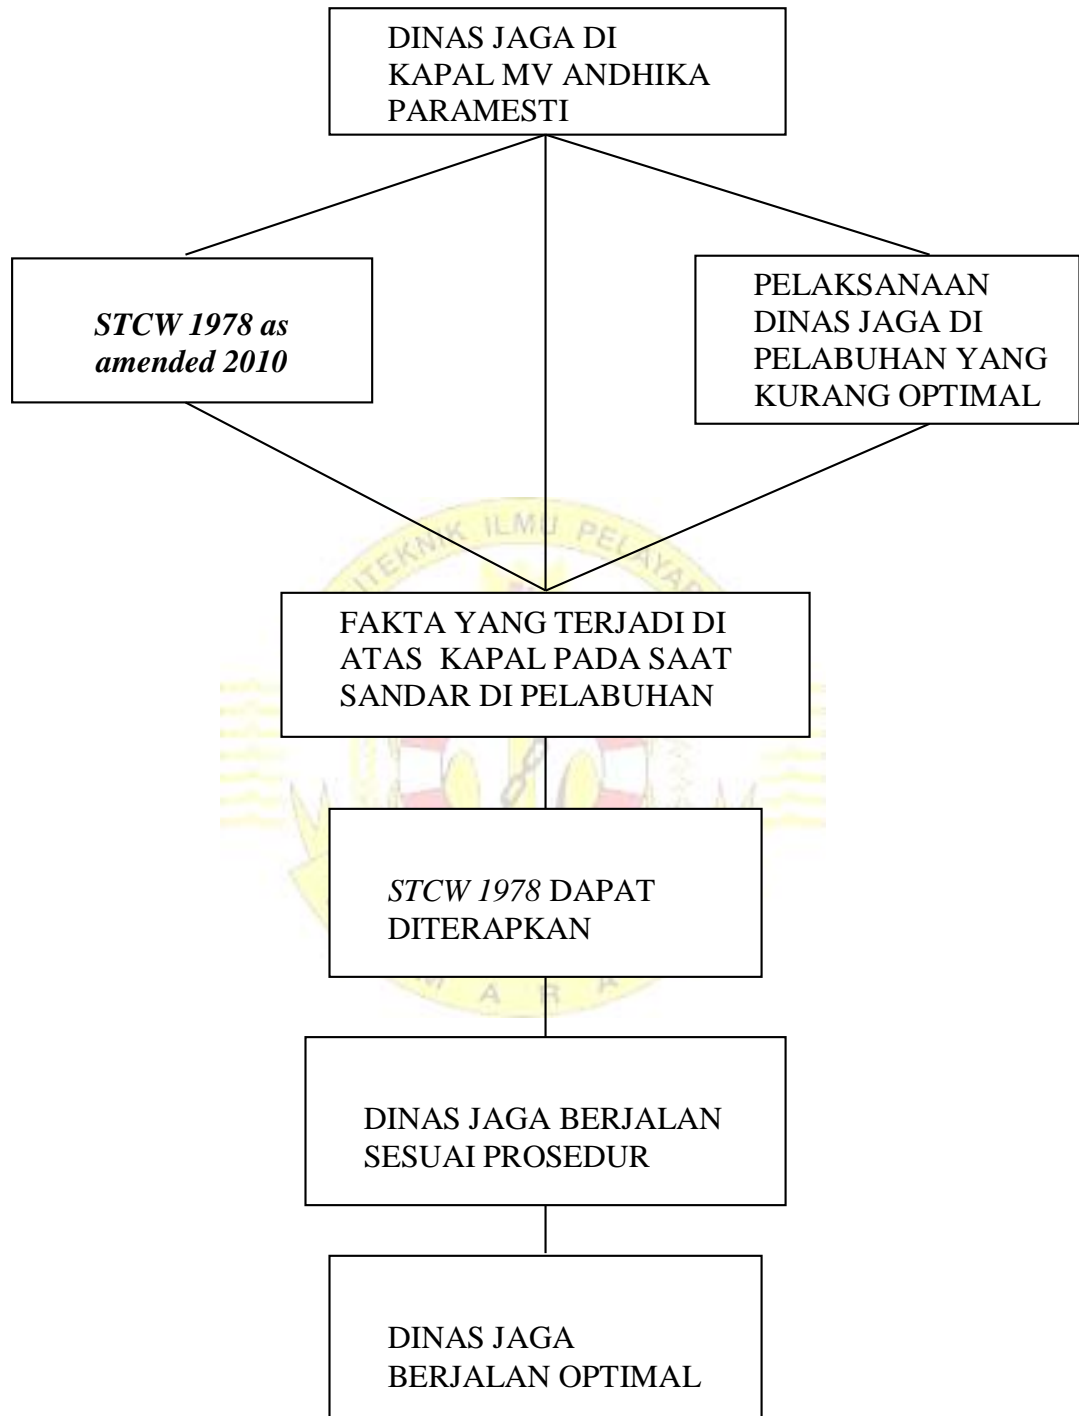 DINAS JAGA DI
KAPAL MV ANDHIKA
PARAMESTI
STCW 1978 as
amended 2010
PELAKSANAAN
DINAS JAGA DI
PELABUHAN YANG
KURANG OPTIMAL
ILMU
FAKTA YANG TERJADI DI
ATAS KAPAL PADA SAAT
SANDAR DI PELABUHAN
STCW 1978 DAPAT
DITERAPKAN
M A R A
DINAS JAGA BERJALAN
SESUAI PROSEDUR
DINAS JAGA
BERJALAN OPTIMAL